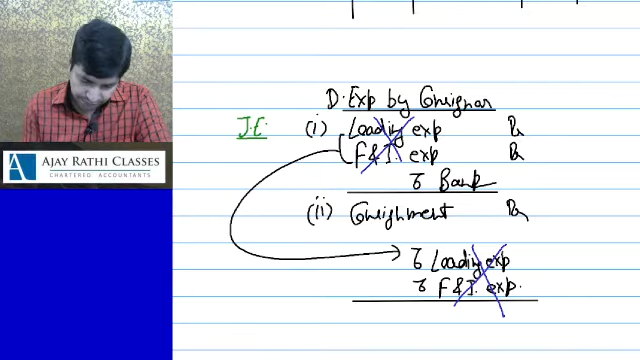 D. Exp by Consignor
J.E. (i) Loading exp Dr
F & I. exp Dr
To Bank
(ii) Consignment Dr
To Loading exp
To F & I. exp.
A AJAY RATHI CLASSES
CHARTERED ACCOUNTANTS